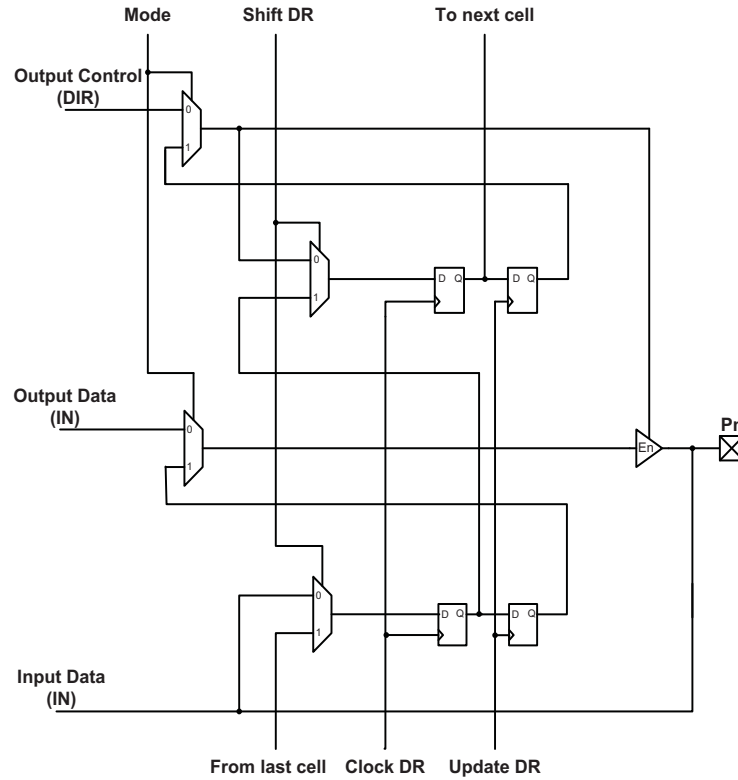 Mode Shift DR To next cell
Output Control
(DIR)
0
1
0
D Q D Q
1
Output Data
(IN)
0
En
1
0
D Q D Q
1
Input Data
(IN)
From last cell Clock DR Update DR